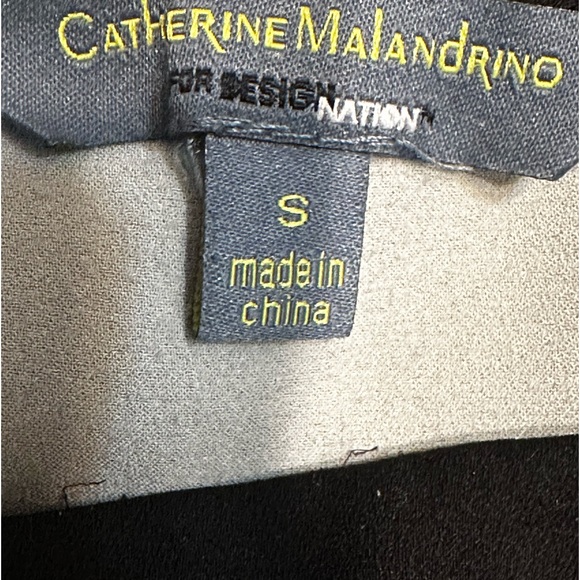 CATHERINE MALANDRINO
FOR DESIGNNATION
S
made in
china